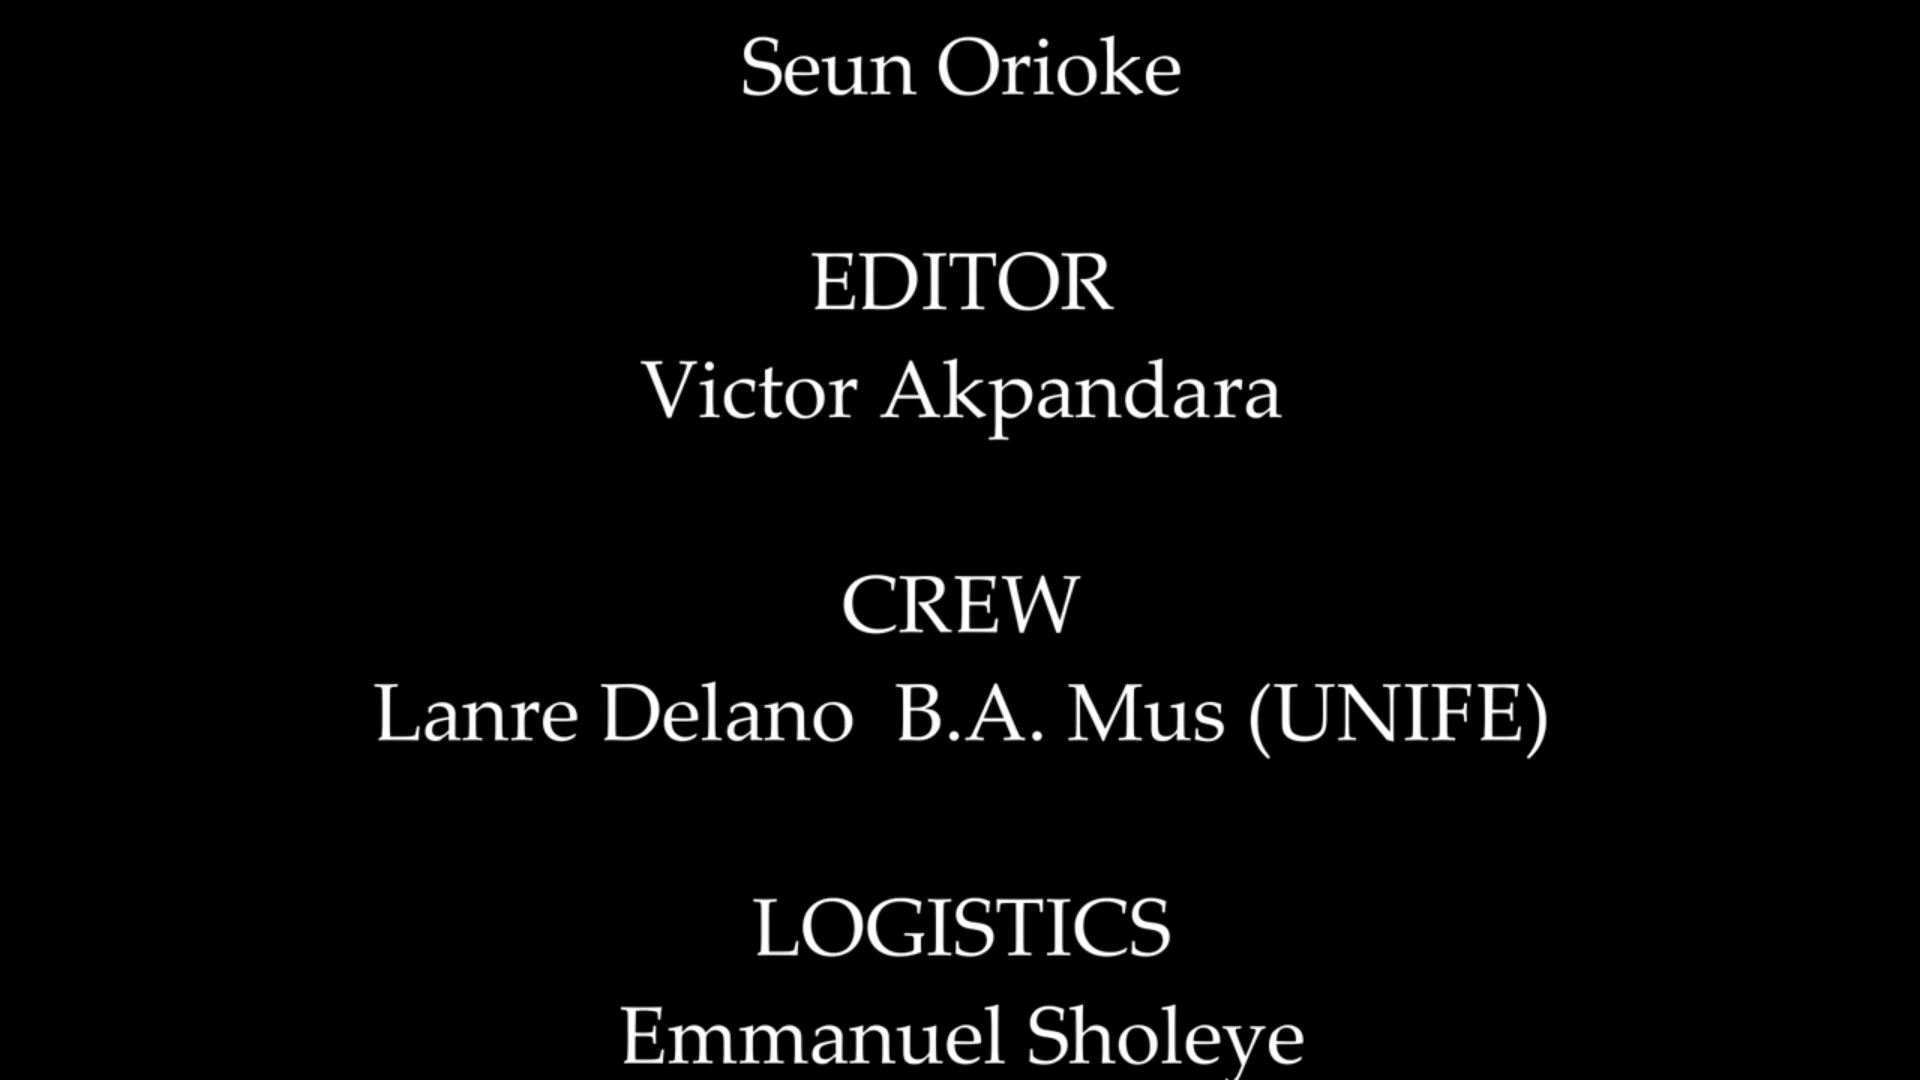 Seun Orioke
EDITOR
Victor Akpandara
CREW
Lanre Delano  B.A. Mus (UNIFE)
LOGISTICS
Emmanuel Sholeye